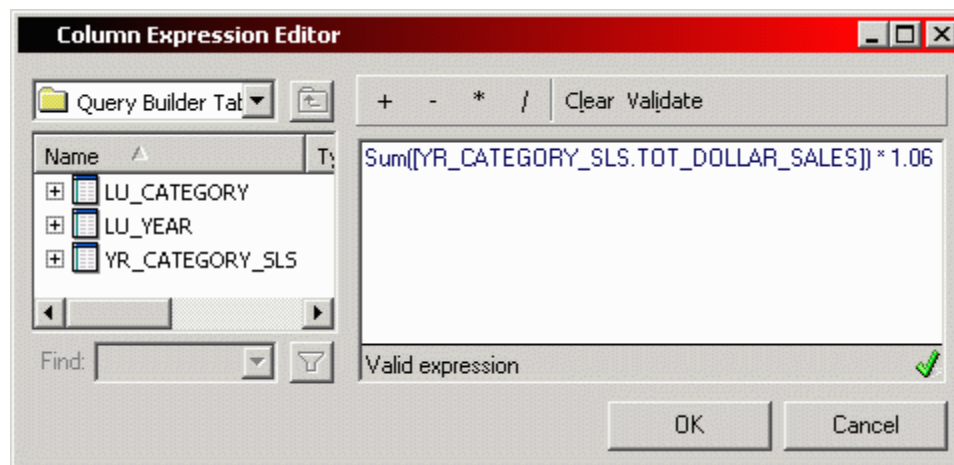 Column Expression Editor
Query Builder Tab
+ - * / Clear Validate
Name Ty
LU_CATEGORY
LU_YEAR
YR_CATEGORY_SLS
Sum([YR_CATEGORY_SLS.TOT_DOLLAR_SALES]) * 1.06
Find:
Valid expression
OK Cancel